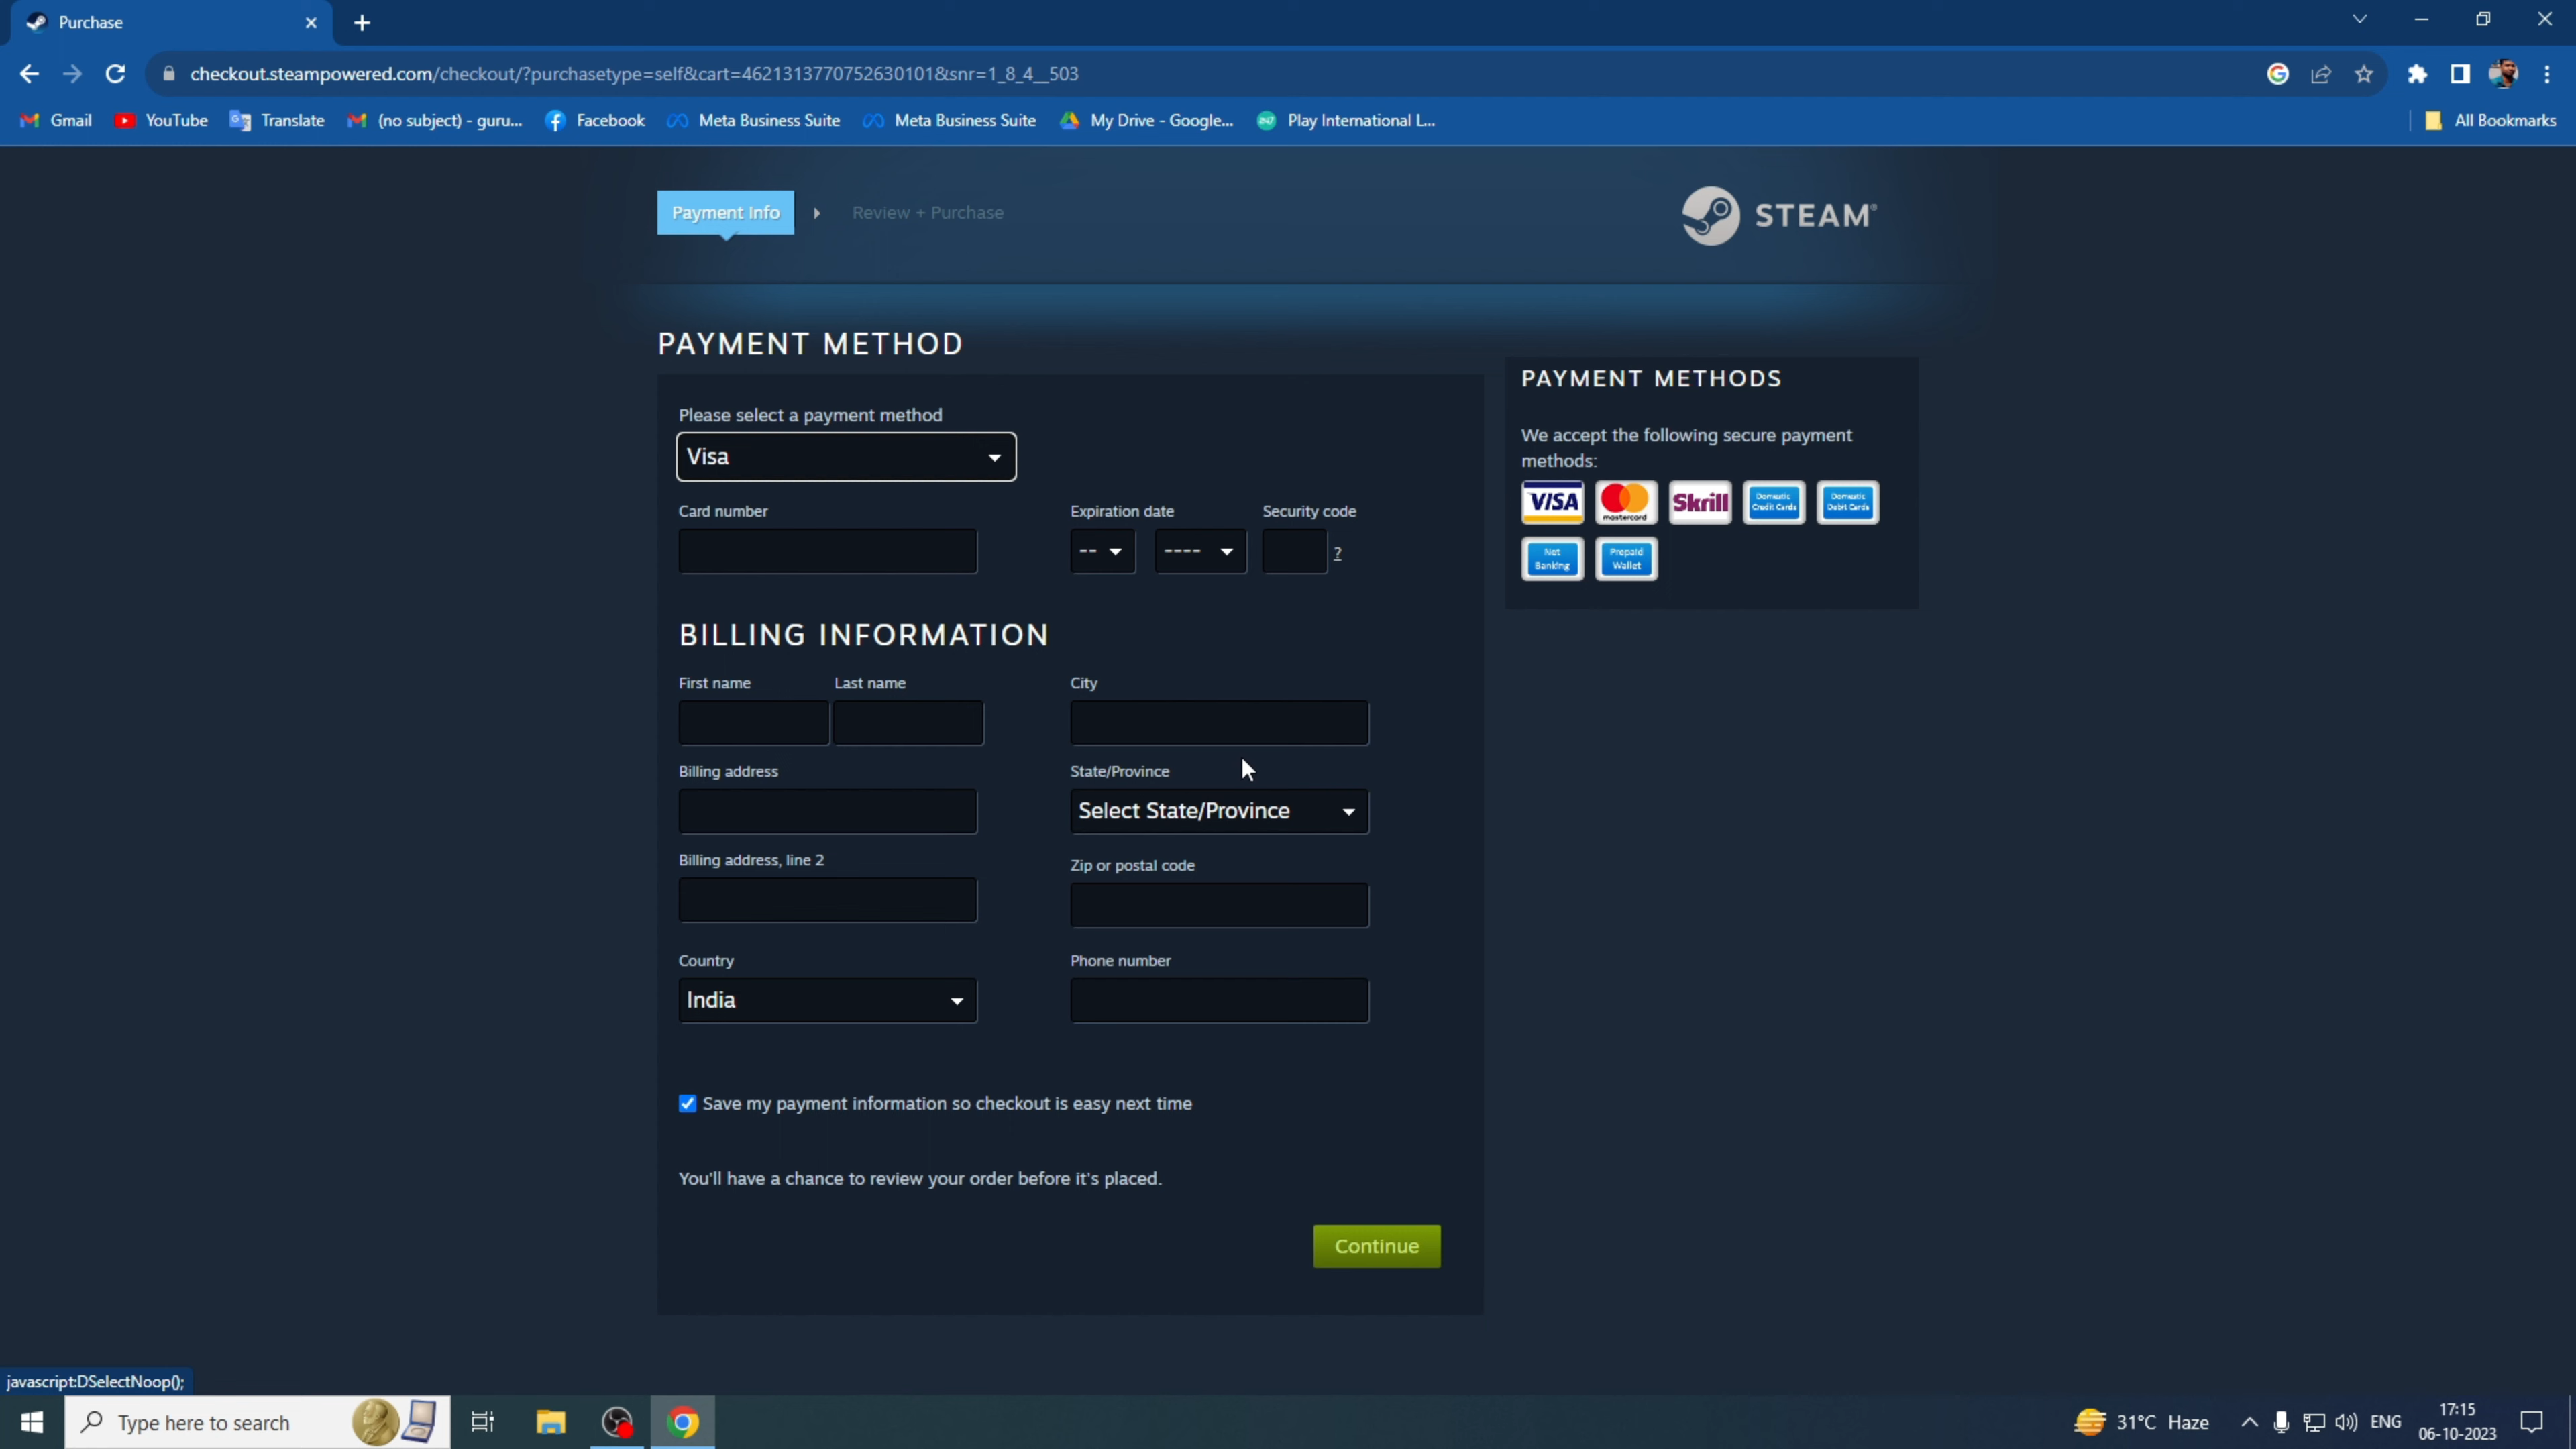 Purchase
checkout.steampowered.com/checkout/?purchasetype=self&cart=4621313770752630101&snr=1_8_4__503
Gmail YouTube Translate (no subject) - guru... Facebook Meta Business Suite Meta Business Suite My Drive - Google... Play International L... All Bookmarks
Payment Info Review + Purchase
STEAM®
PAYMENT METHOD
Please select a payment method
Visa
Card number Expiration date Security code
-- ---- ?
PAYMENT METHODS
We accept the following secure payment
methods:
VISA mastercard Skrill Domestic Credit Cards Domestic Debit Cards
Net Banking Prepaid Wallet
BILLING INFORMATION
First name Last name City
Billing address State/Province
Select State/Province
Billing address, line 2 Zip or postal code
Country Phone number
India
Save my payment information so checkout is easy next time
You'll have a chance to review your order before it's placed.
Continue
javascript:DSelectNoop();
Type here to search
31°C Haze ENG
17:15
06-10-2023